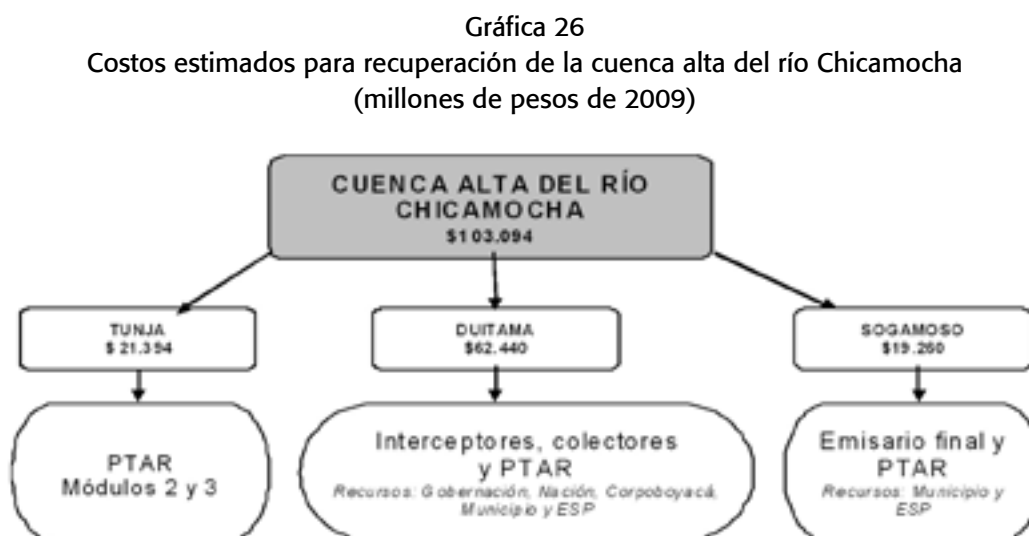 Gráfica 26
Costos estimados para recuperación de la cuenca alta del río Chicamocha
(millones de pesos de 2009)
CUENCA ALTA DEL RÍO
CHICAMOCHA
$103.094
TUNJA
$ 21.394
DUITAMA
$62.440
SOGAMOSO
$19.260
PTAR
Módulos 2 y 3
Interceptores, colectores
y PTAR
Recursos: Gobernación, Nación, Corpoboyacá,
Municipio y ESP
Emisario final y
PTAR
Recursos: Municipio y
ESP